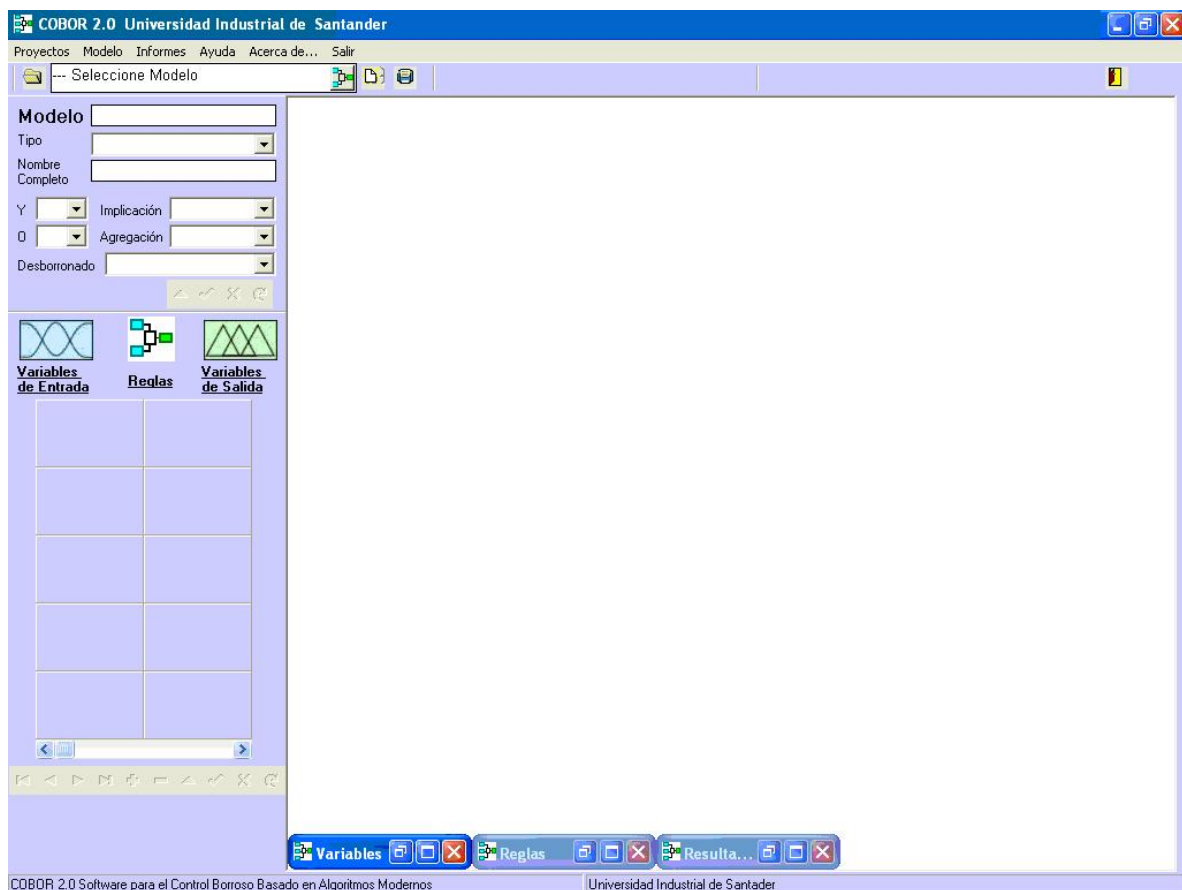 COBOR 2.0 Universidad Industrial de Santander
Proyectos Modelo Informes Ayuda Acerca de... Salir
--- Seleccione Modelo
Modelo
Tipo
Nombre
Completo
Y Implicación
O Agregación
Desborronado
Variables
de Entrada
Reglas
Variables
de Salida
Variables
Reglas
Resulta...
COBOR 2.0 Software para el Control Borroso Basado en Algoritmos Modernos
Universidad Industrial de Santader